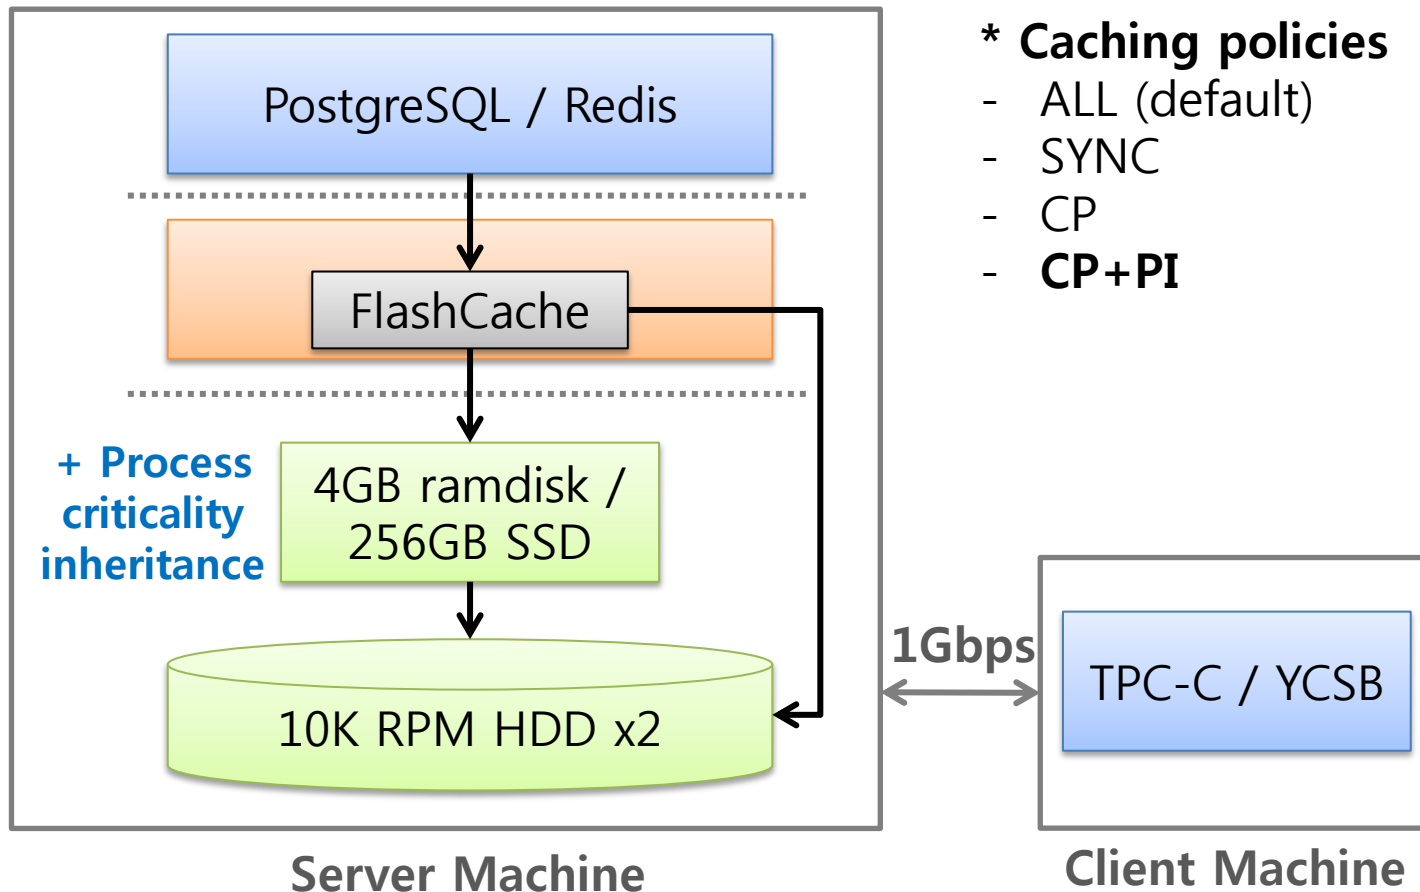 PostgreSQL / Redis
FlashCache
+ Process
criticality
inheritance
4GB ramdisk /
256GB SSD
10K RPM HDD x2
Server Machine
* Caching policies
- ALL (default)
- SYNC
- CP
- CP+PI
1Gbps
TPC-C / YCSB
Client Machine